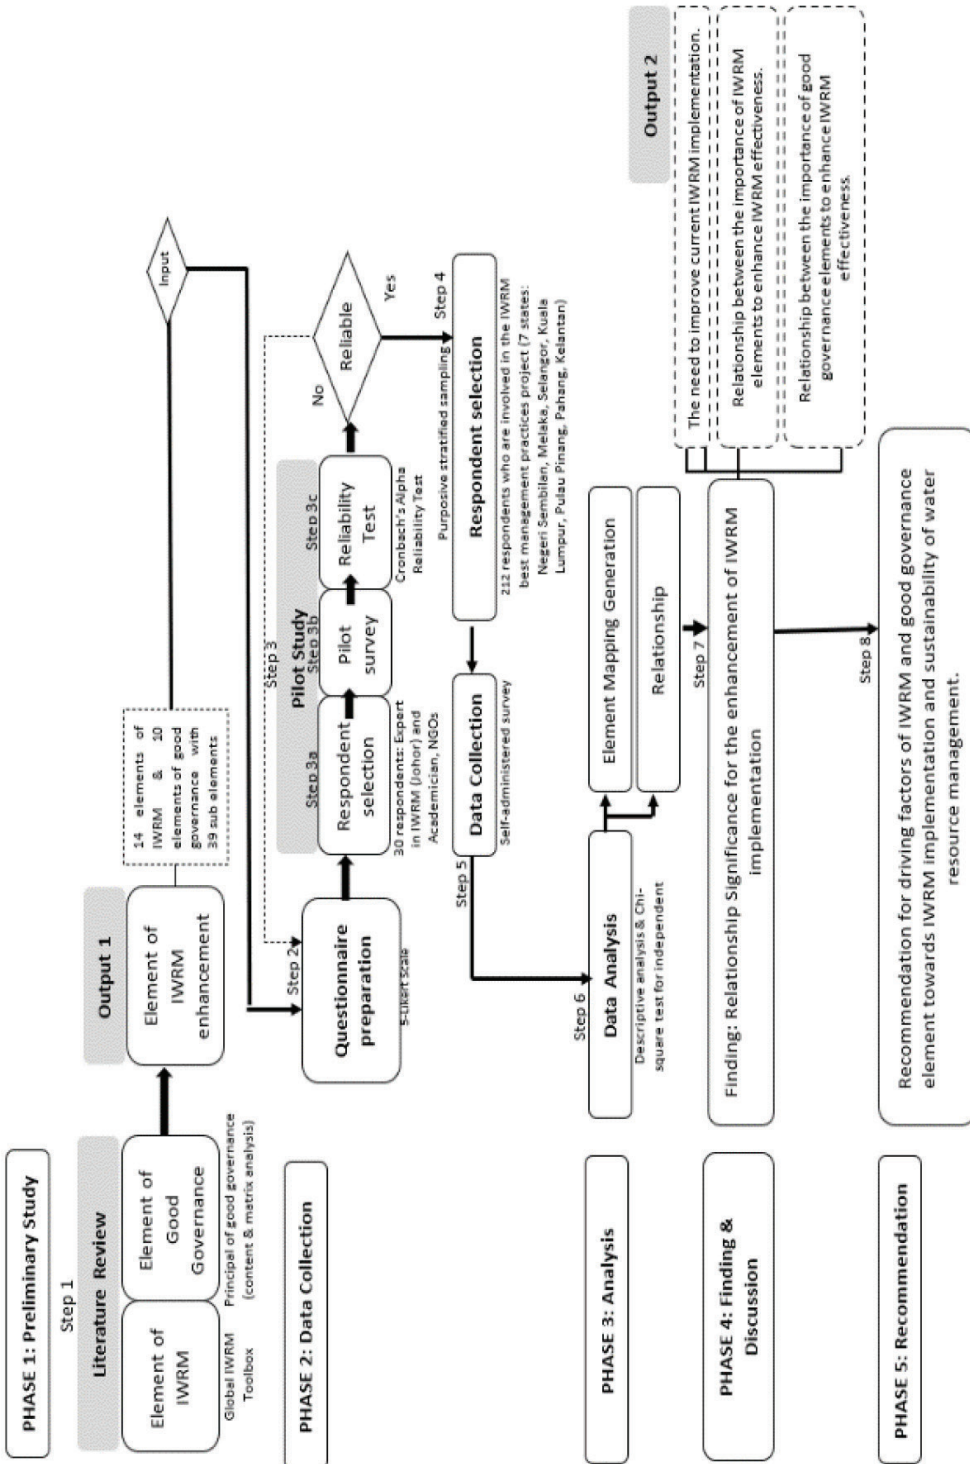 PHASE 1: Preliminary Study
Step 1
Literature Review
Element of
IWRM
Element of
Good
Governance
Global IWRM
Toolbox
Principal of good governance
(content & matrix analysis)
Output 1
Element of
IWRM
enhancement
14 elements of
IWRM & 10
elements of good
governance with
39 sub elements
Input
PHASE 2: Data Collection
Step 2
Questionnaire
preparation
5-Likert Scale
Step 3
Pilot Study
Step 3a
Step 3b
Step 3c
Respondent
selection
Pilot
survey
Reliability
Test
30 respondents: Expert
in IWRM (Johor) and
Academician, NGOs
Cronbach's Alpha
Reliability Test
No
Reliable
Yes
Step 4
Purposive stratified sampling
Respondent selection
212 respondents who are involved in the IWRM
best management practices project (7 states:
Negeri Sembilan, Melaka, Selangor, Kuala
Lumpur, Pulau Pinang, Pahang, Kelantan)
Data Collection
Self-administered survey
Step 5
PHASE 3: Analysis
Step 6
Data Analysis
Descriptive analysis & Chi-
square test for independent
Element Mapping Generation
Relationship
Step 7
PHASE 4: Finding &
Discussion
Finding: Relationship Significance for the enhancement of IWRM
implementation
Output 2
The need to improve current IWRM implementation.
Relationship between the importance of IWRM
elements to enhance IWRM effectiveness.
Relationship between the importance of good
governance elements to enhance IWRM
effectiveness.
Step 8
PHASE 5: Recommendation
Recommendation for driving factors of IWRM and good governance
element towards IWRM implementation and sustainability of water
resource management.